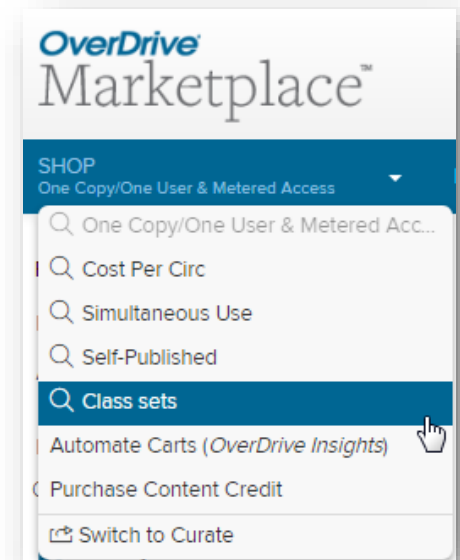 OverDrive
Marketplace™
SHOP
One Copy/One User & Metered Access
One Copy/One User & Metered Acc...
Cost Per Circ
Simultaneous Use
Self-Published
Class sets
Automate Carts (OverDrive Insights)
Purchase Content Credit
Switch to Curate